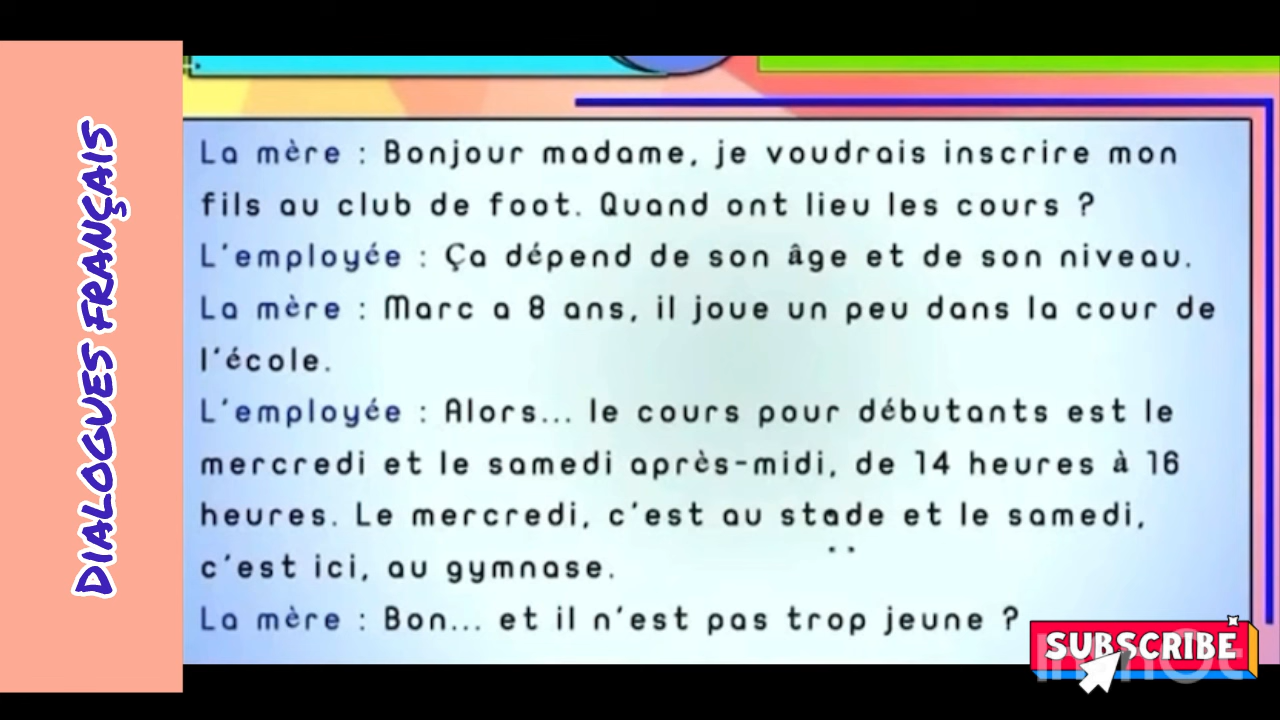 DIALOGUES FRANÇAIS
La mère : Bonjour madame, je voudrais inscrire mon
fils au club de foot. Quand ont lieu les cours ?
L'employée : Ça dépend de son âge et de son niveau.
La mère : Marc a 8 ans, il joue un peu dans la cour de
l'école.
L'employée : Alors... le cours pour débutants est le
mercredi et le samedi après-midi, de 14 heures à 16
heures. Le mercredi, c'est au stade et le samedi,
c'est ici, au gymnase.
La mère : Bon... et il n'est pas trop jeune ?
SUBSCRIBE